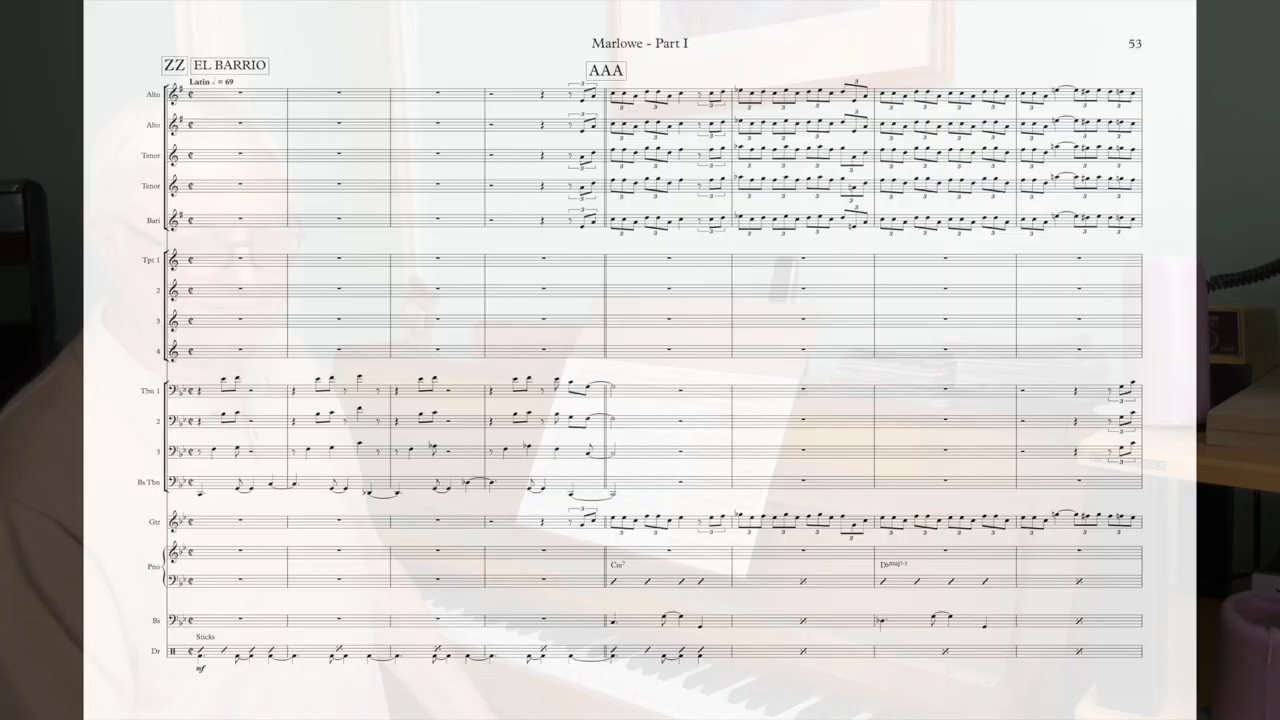 Marlowe - Part I
53
ZZ EL BARRIO
AAA
Latin = 69
Alto
Alto
Tenor
Tenor
Bari
Tpt 1
2
3
4
Tbn 1
2
3
Bs Tbn
Gtr
Pno
Cm7
Bs
Sticks
Dr
mf